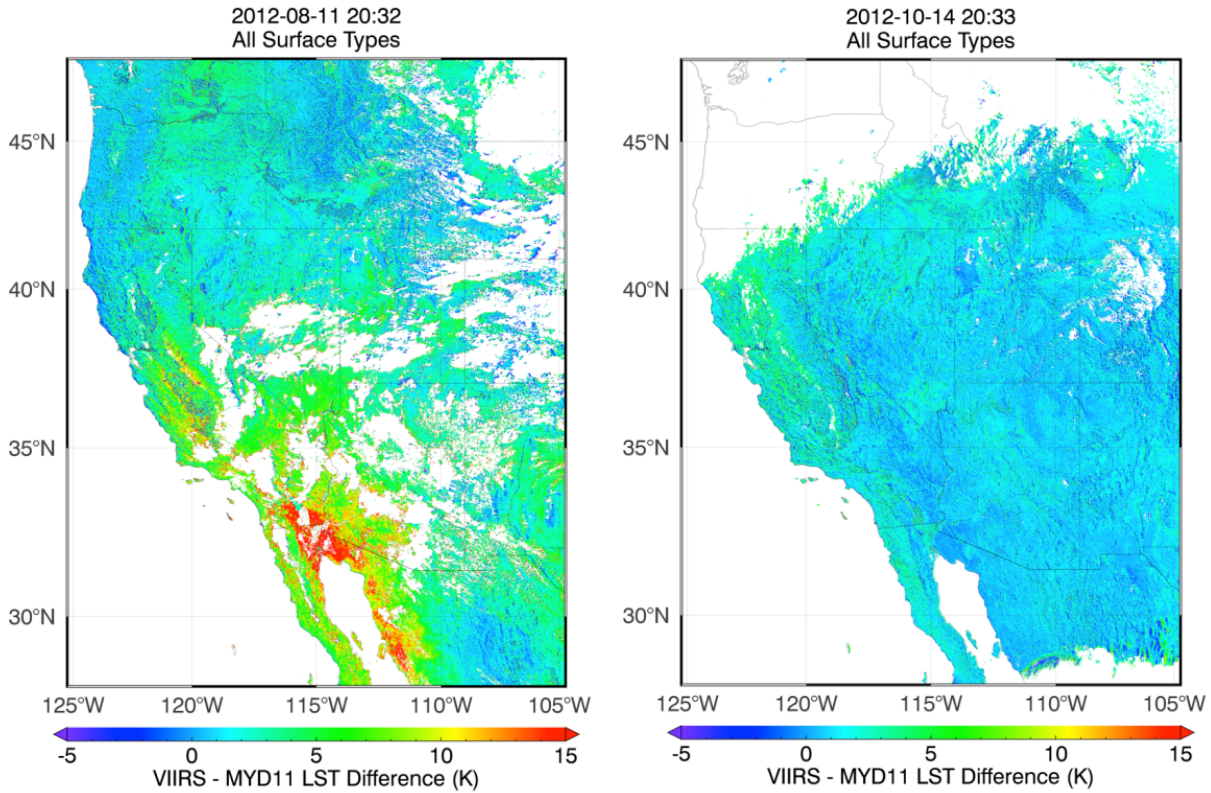 2012-08-11 20:32
All Surface Types
45°N
40°N
35°N
30°N
125°W 120°W 115°W 110°W 105°W
-5 0 5 10 15
VIIRS - MYD11 LST Difference (K)
2012-10-14 20:33
All Surface Types
45°N
40°N
35°N
30°N
125°W 120°W 115°W 110°W 105°W
-5 0 5 10 15
VIIRS - MYD11 LST Difference (K)